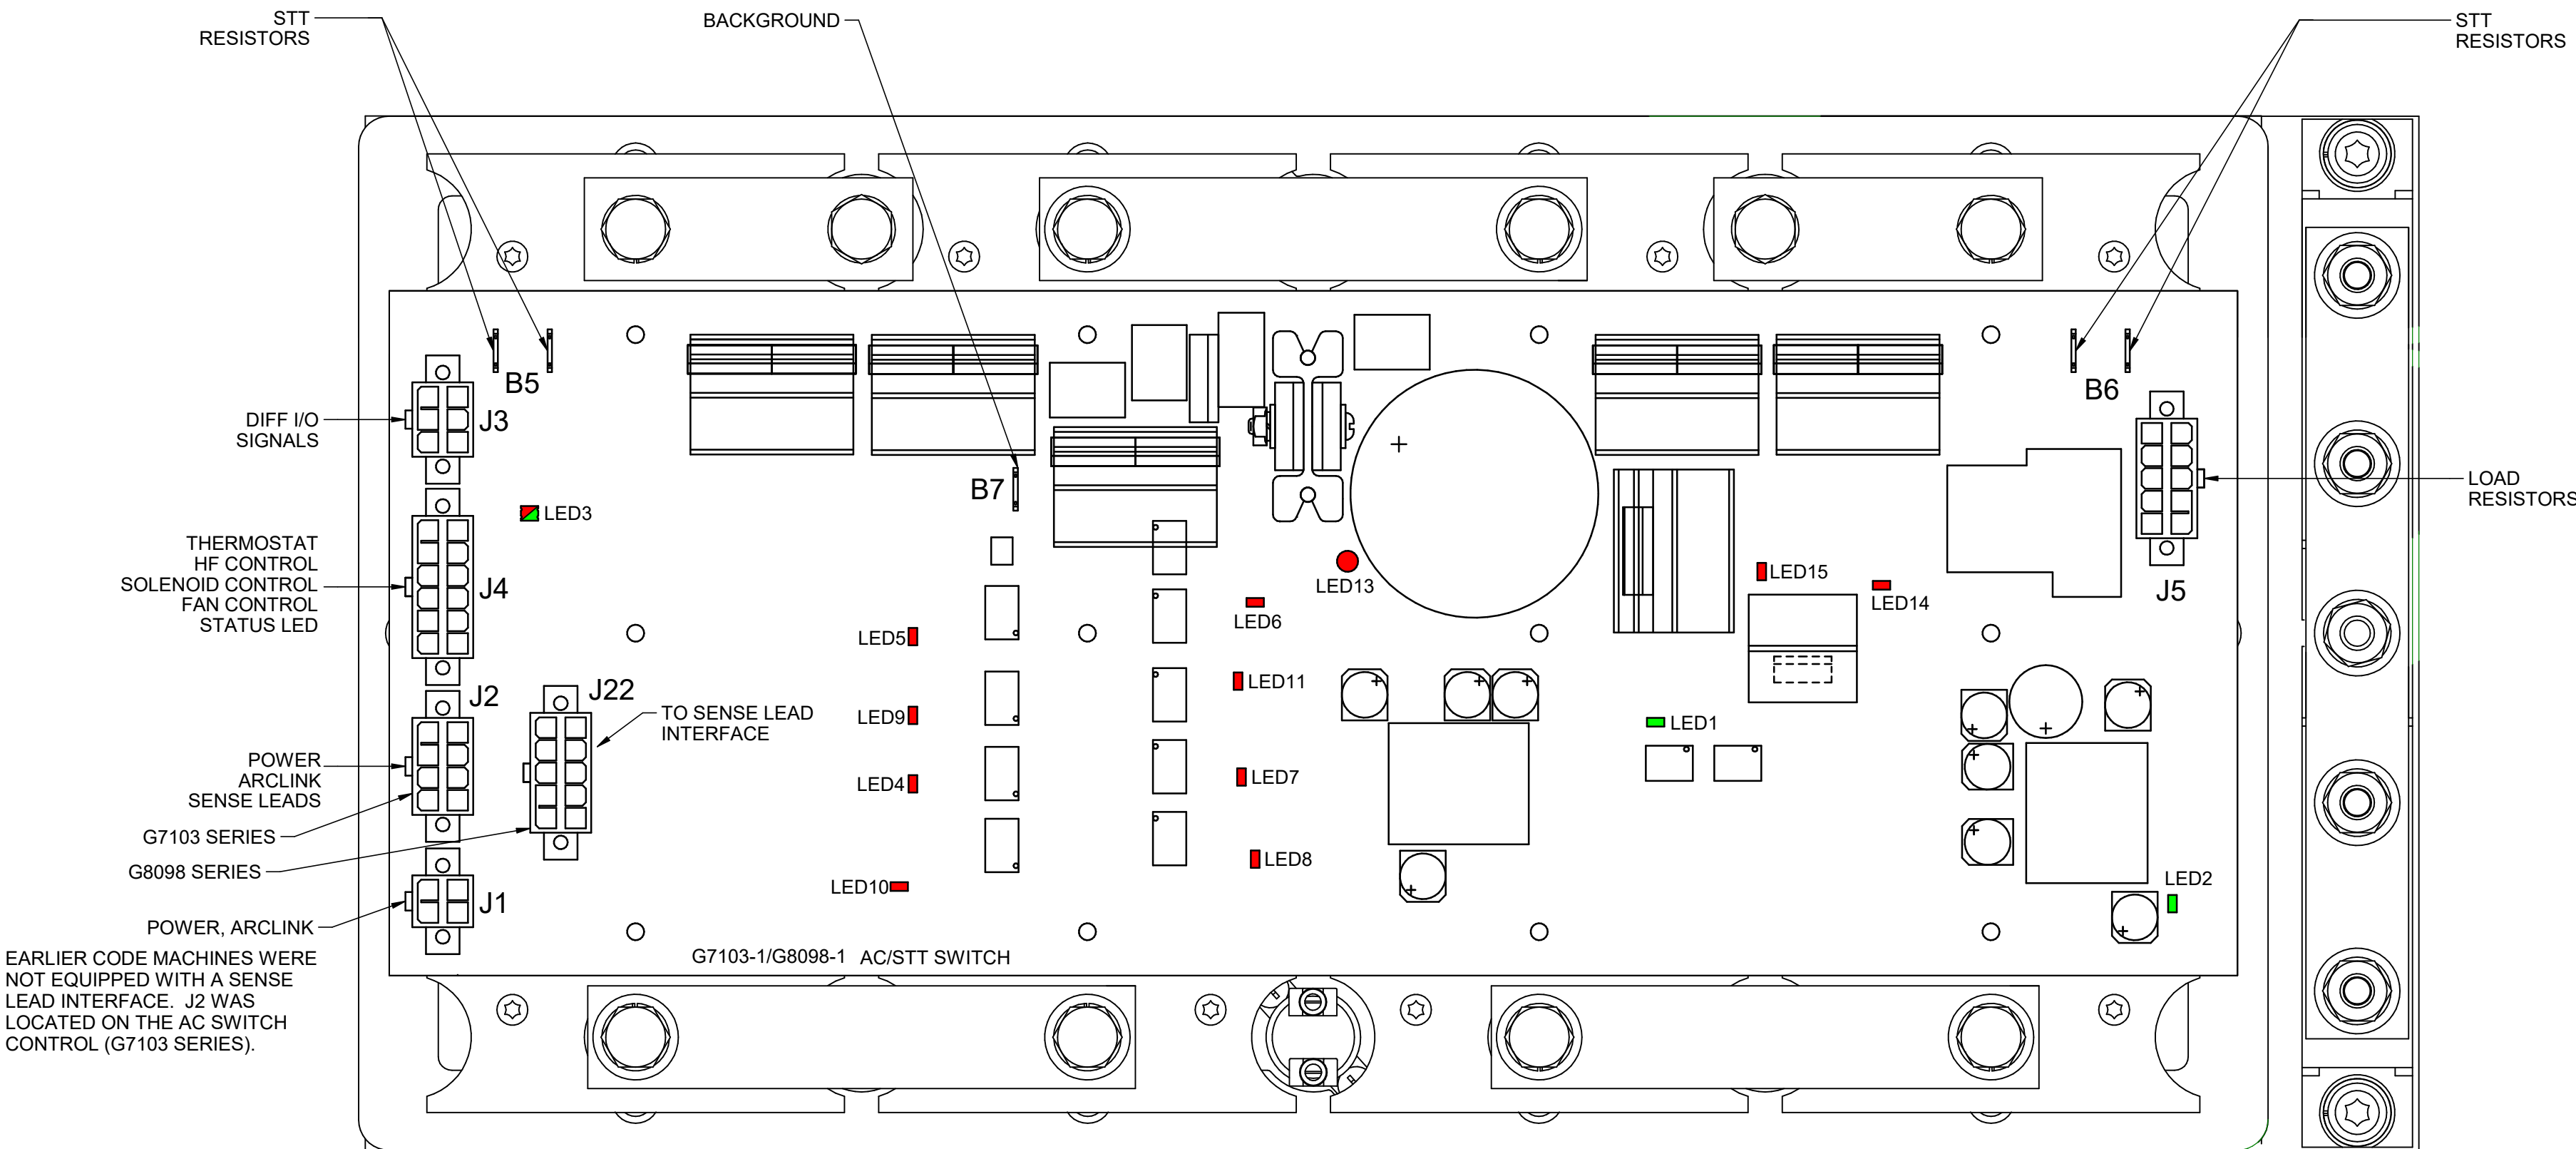 STT
RESISTORS
BACKGROUND
STT
RESISTORS
B5
B6
DIFF I/O
SIGNALS
J3
B7
LOAD
RESISTORS
LED3
THERMOSTAT
HF CONTROL
SOLENOID CONTROL
FAN CONTROL
STATUS LED
J4
LED13
LED15
LED14
J5
LED6
LED5
J2
J22
TO SENSE LEAD
INTERFACE
LED11
LED9
LED1
POWER
ARCLINK
SENSE LEADS
LED4
LED7
G7103 SERIES
G8098 SERIES
LED8
LED10
LED2
J1
POWER, ARCLINK
G7103-1/G8098-1 AC/STT SWITCH
EARLIER CODE MACHINES WERE
NOT EQUIPPED WITH A SENSE
LEAD INTERFACE. J2 WAS
LOCATED ON THE AC SWITCH
CONTROL (G7103 SERIES).